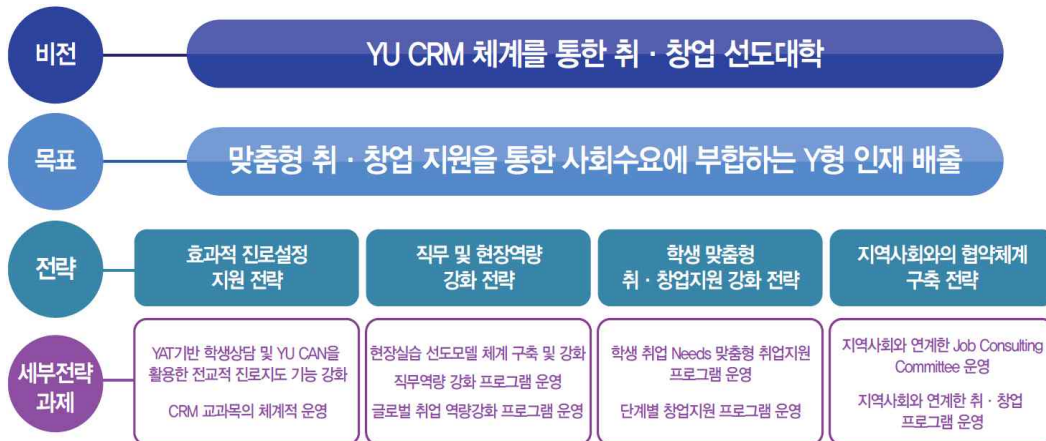 비전
YU CRM 체계를 통한 취 · 창업 선도대학
목표
맞춤형 취 · 창업 지원을 통한 사회수요에 부합하는 Y형 인재 배출
전략
효과적 진로설정
지원 전략
직무 및 현장역량
강화 전략
학생 맞춤형
취 · 창업지원 강화 전략
지역사회와의 협약체계
구축 전략
세부전략
과제
YAT기반 학생상담 및 YU CAN을
활용한 전교적 진로지도 기능 강화
CRM 교과목의 체계적 운영
현장실습 선도모델 체계 구축 및 강화
직무역량 강화 프로그램 운영
글로벌 취업 역량강화 프로그램 운영
학생 취업 Needs 맞춤형 취업지원
프로그램 운영
단계별 창업지원 프로그램 운영
지역사회와 연계한 Job Consulting
Committee 운영
지역사회와 연계한 취 · 창업
프로그램 운영